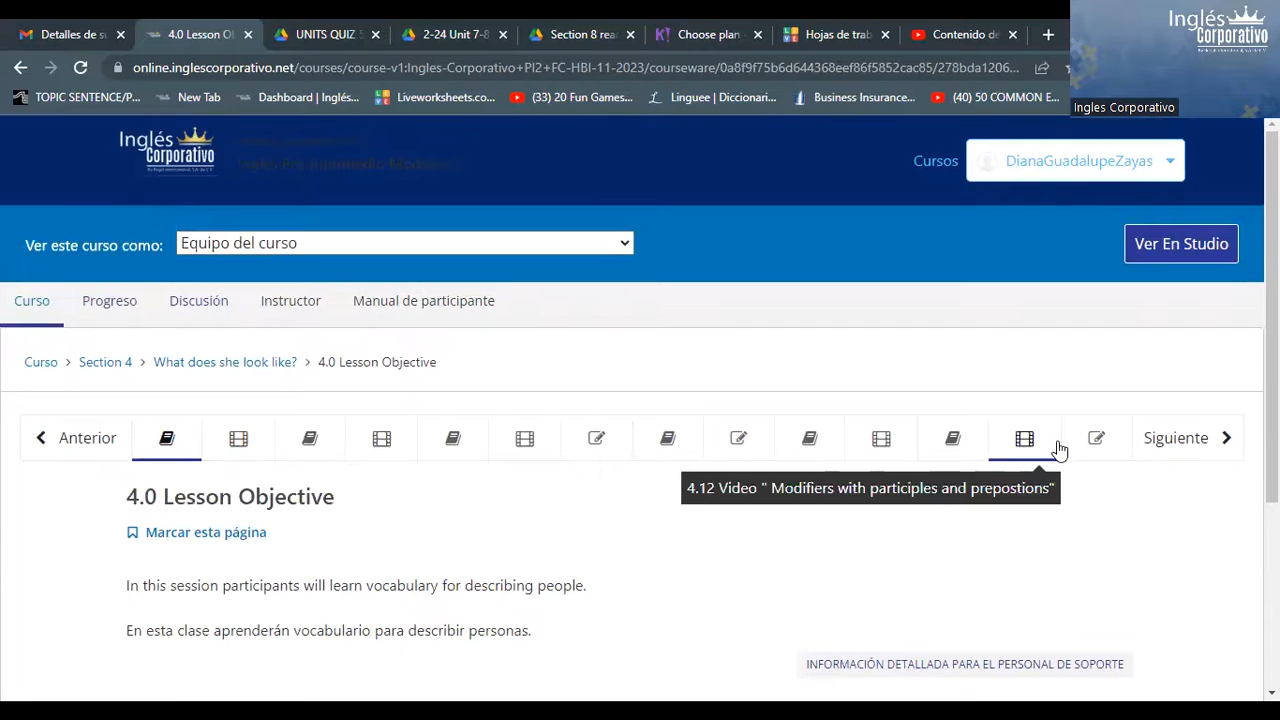 Detalles de su
4.0 Lesson O
UNITS QUIZ
2-24 Unit 7-8
Section 8 rea
Choose plan
Hojas de trab
Contenido de
Inglés
Corporativo
online.inglescorporativo.net/courses/course-v1:Ingles-Corporativo+PI2+PC-HBI-11-2023/courseware/0a8f9f75b6d644368eef86f5852cac85/278bda1206...
TOPIC SENTENCE/P...
New Tab
Dashboard | Inglés...
Liveworksheets.co...
(33) 20 Fun Games...
Linguee | Diccionari...
Business Insurance...
(40) 50 COMMON E...
Ingles Corporativo
Inglés
Corporativo
Cursos
DianaGuadalupeZayas
Ver este curso como:
Equipo del curso
Ver En Studio
Curso
Progreso
Discusión
Instructor
Manual de participante
Curso > Section 4 > What does she look like? > 4.0 Lesson Objective
Anterior
Siguiente
4.12 Video " Modifiers with participles and prepostions"
4.0 Lesson Objective
Marcar esta página
In this session participants will learn vocabulary for describing people.
En esta clase aprenderán vocabulario para describir personas.
INFORMACIÓN DETALLADA PARA EL PERSONAL DE SOPORTE